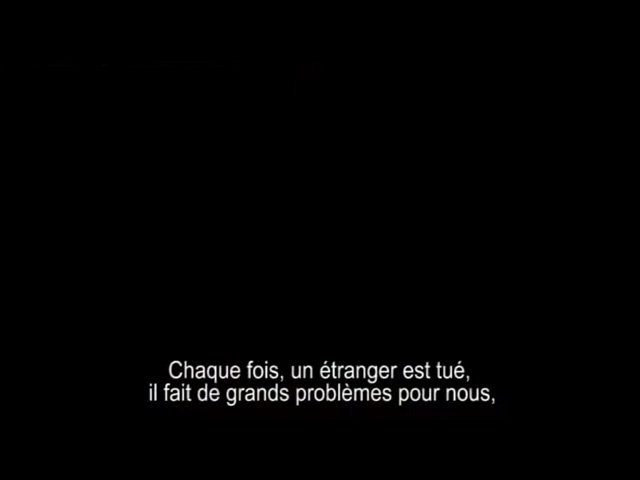 Chaque fois, un étranger est tué,
il fait de grands problèmes pour nous,